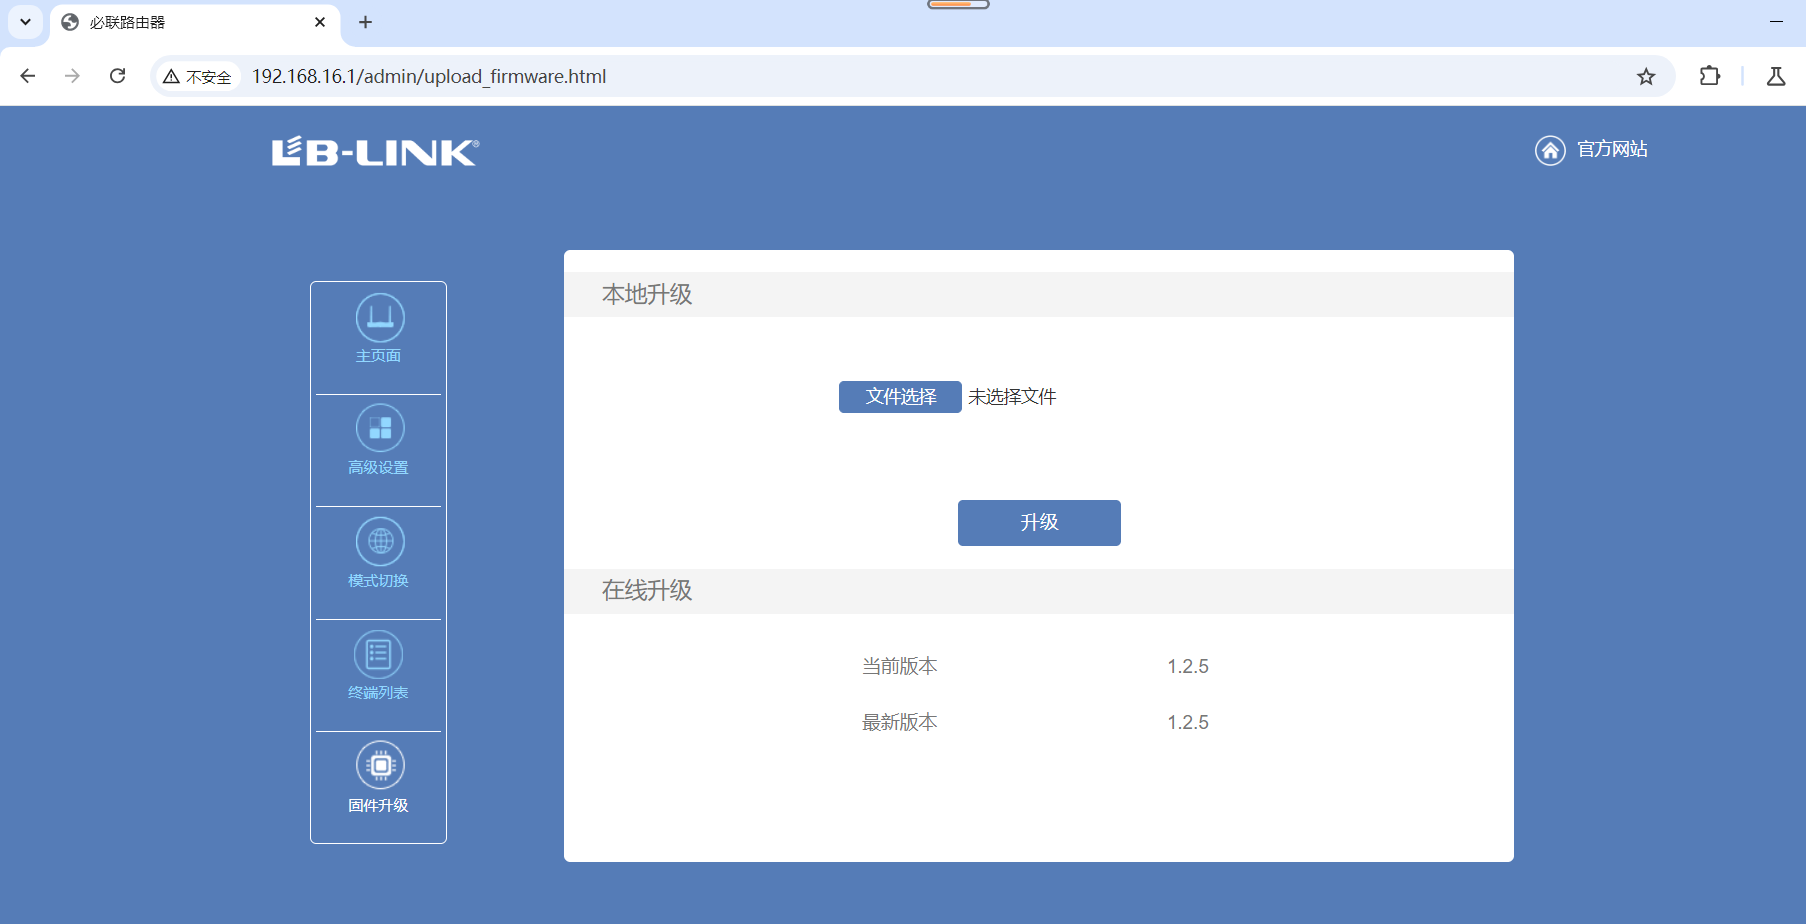 必联路由器
不安全 192.168.16.1/admin/upload_firmware.html
LB-LINK®
官方网站
主页面
高级设置
模式切换
终端列表
固件升级
本地升级
文件选择 未选择文件
升级
在线升级
当前版本 1.2.5
最新版本 1.2.5